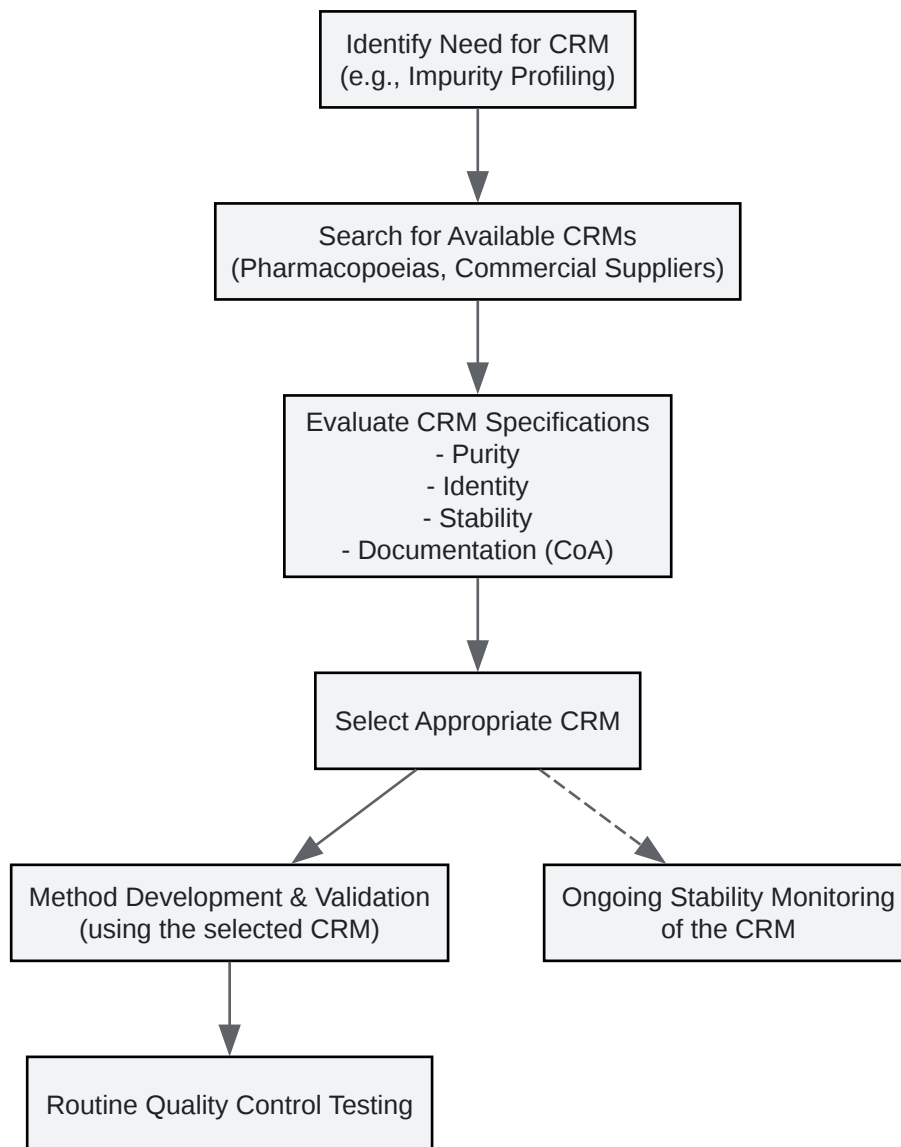 Identify Need for CRM
(e.g., Impurity Profiling)
Search for Available CRMs
(Pharmacopoeias, Commercial Suppliers)
Evaluate CRM Specifications
- Purity
- Identity
- Stability
- Documentation (CoA)
Select Appropriate CRM
Method Development & Validation
(using the selected CRM)
Ongoing Stability Monitoring
of the CRM
Routine Quality Control Testing